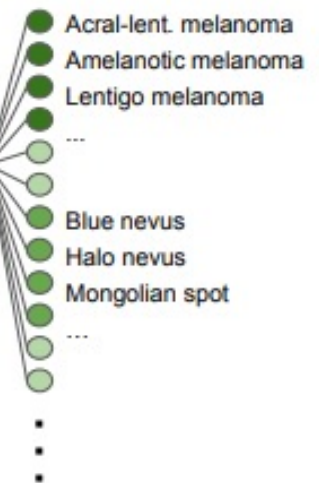 Acral-lent. melanoma
Amelanotic melanoma
Lentigo melanoma
...
Blue nevus
Halo nevus
Mongolian spot
...